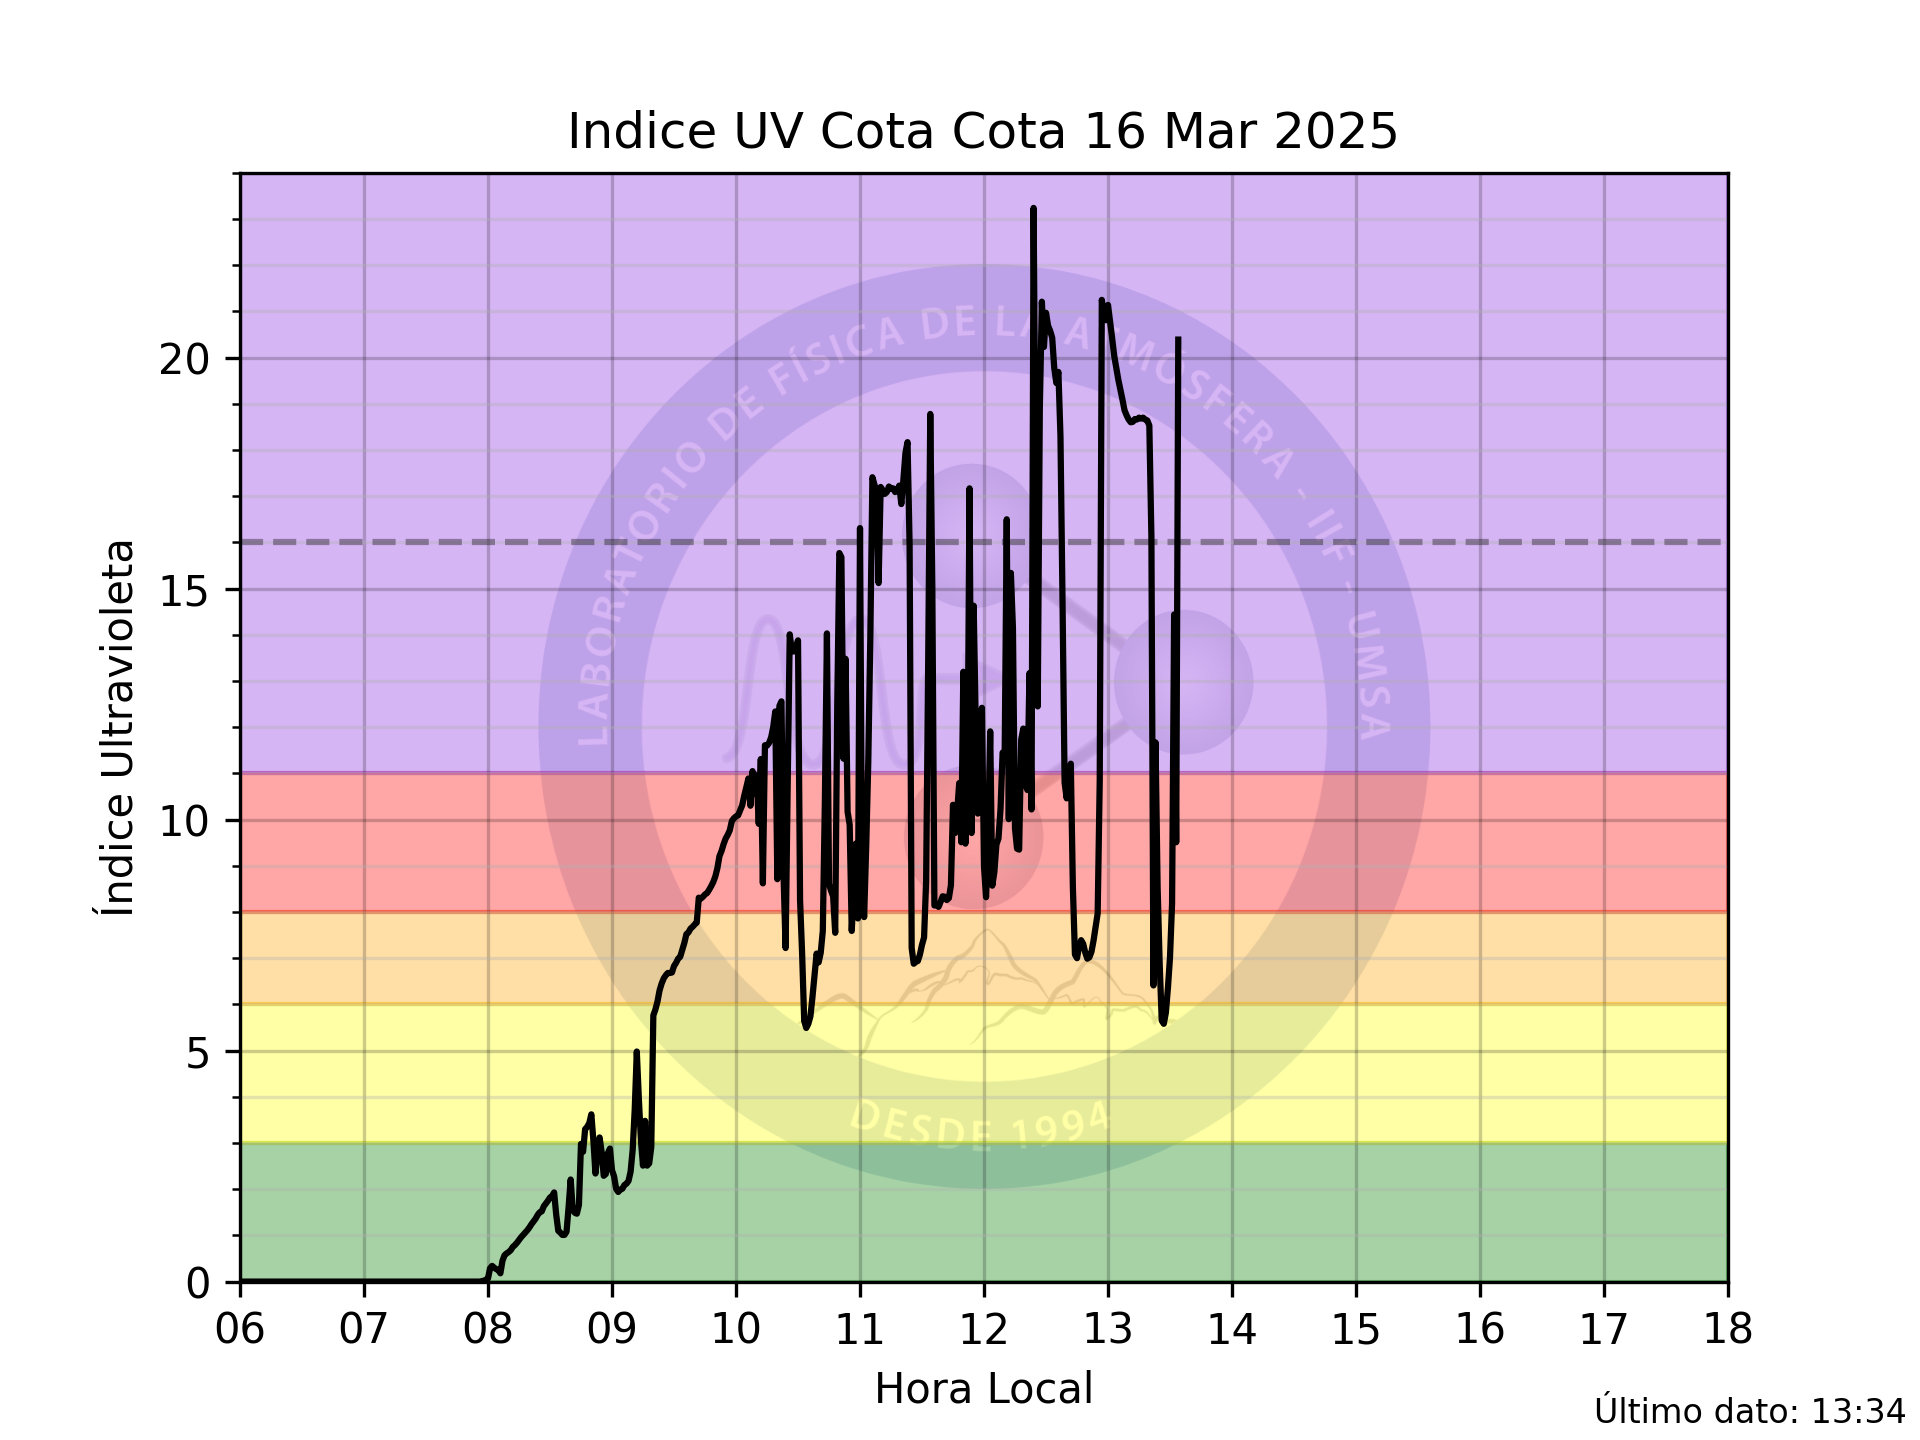 Indice UV Cota Cota 16 Mar 2025
Índice Ultravioleta
20
15
10
5
0
LABORATORIO DE FÍSICA DE LA ATMÓSFERA - IIF - UMSA
DESDE 1994
06 07 08 09 10 11 12 13 14 15 16 17 18
Hora Local
Último dato: 13:34